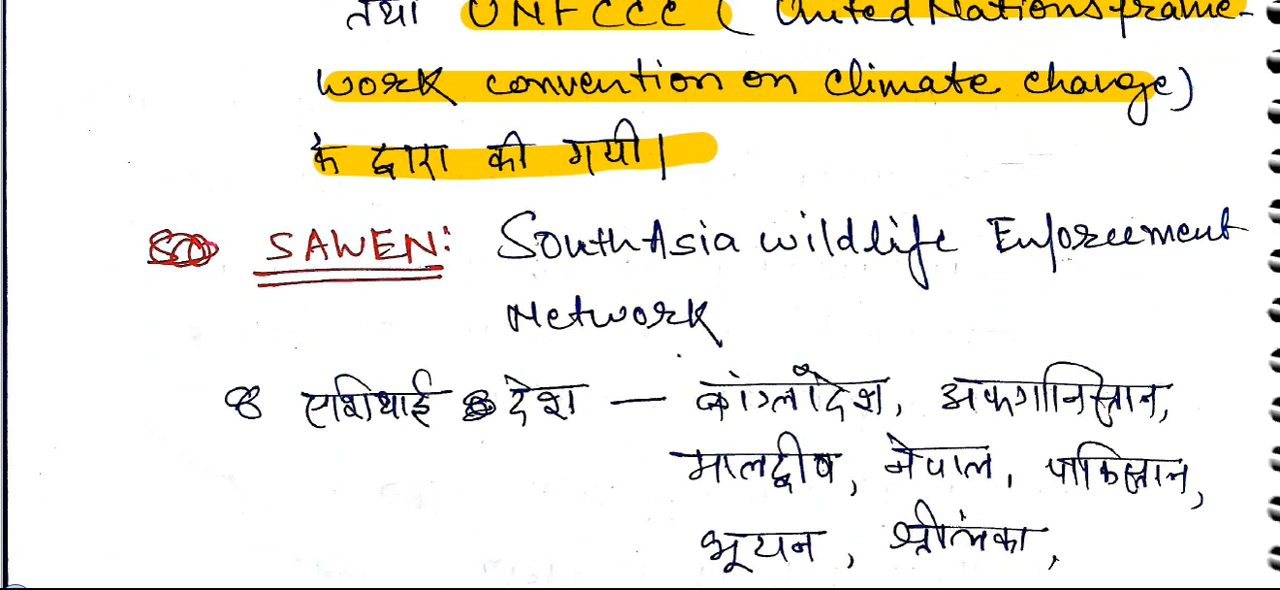 तथा UNFCCC ( United Nations frame-
work convention on climate change)
के द्वारा की गयी।
SAWEN: South Asia wildlife Enforcement
Network
8 एशियाई देश — बांग्लादेश, अफगानिस्तान,
मालद्वीप, नेपाल, पाकिस्तान,
भूटान, श्रीलंका,